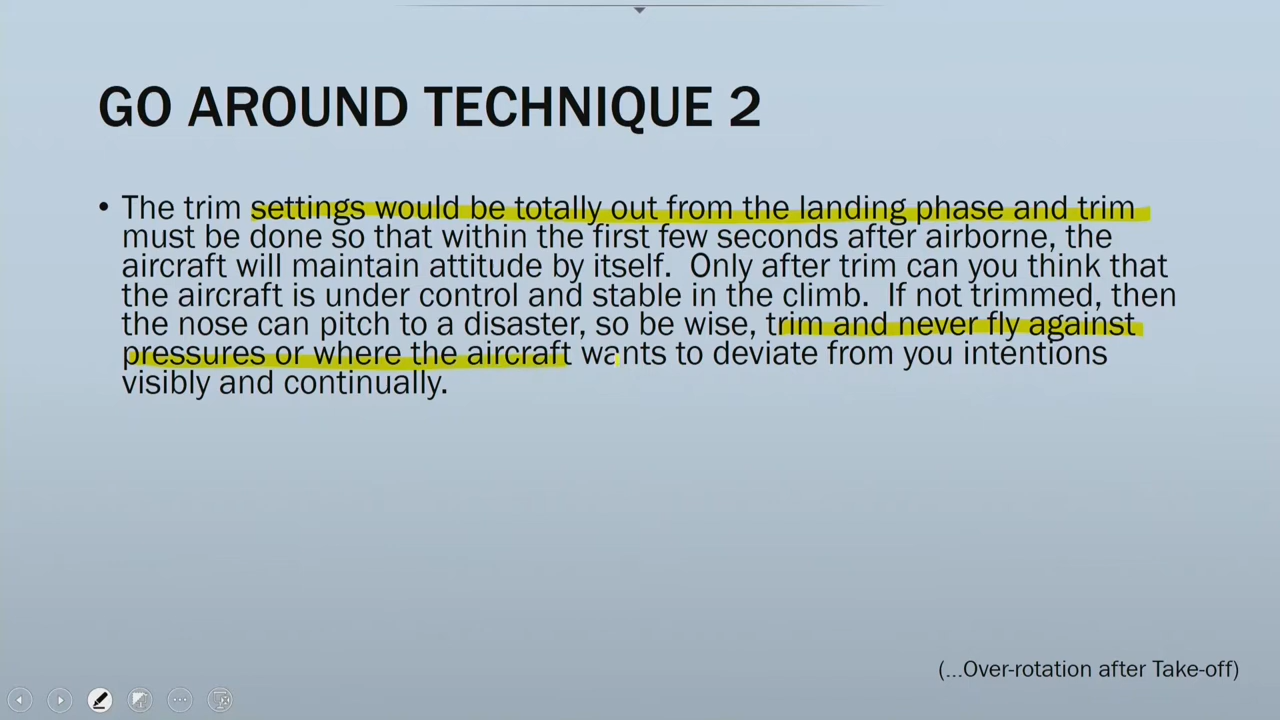 GO AROUND TECHNIQUE 2
• The trim settings would be totally out from the landing phase and trim
must be done so that within the first few seconds after airborne, the
aircraft will maintain attitude by itself.  Only after trim can you think that
the aircraft is under control and stable in the climb.  If not trimmed, then
the nose can pitch to a disaster, so be wise, trim and never fly against
pressures or where the aircraft wants to deviate from you intentions
visibly and continually.
(...Over-rotation after Take-off)